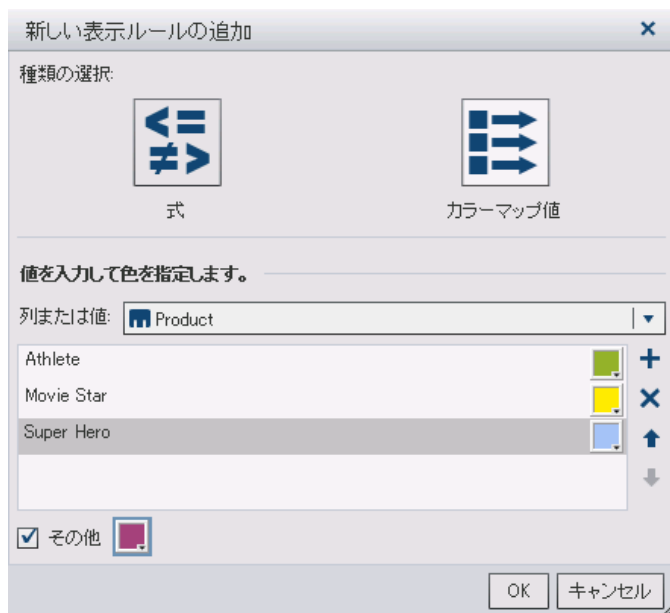 新しい表示ルールの追加
種類の選択:
式
カラーマップ値
値を入力して色を指定します。
列または値: Product
Athlete
Movie Star
Super Hero
その他
OK キャンセル